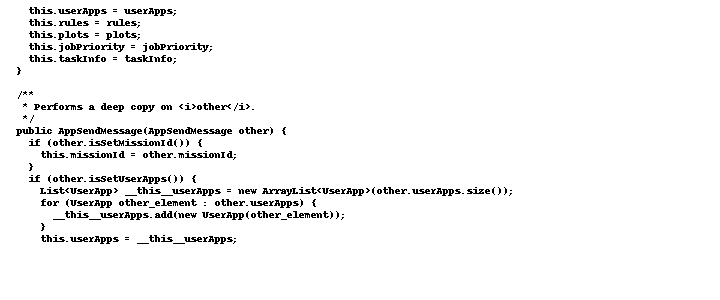 this.userApps = userApps;
    this.rules = rules;
    this.plots = plots;
    this.jobPriority = jobPriority;
    this.taskInfo = taskInfo;
  }
  /**
   * Performs a deep copy on <i>other</i>.
   */
  public AppSendMessage(AppSendMessage other) {
    if (other.isSetMissionId()) {
      this.missionId = other.missionId;
    }
    if (other.isSetUserApps()) {
      List<UserApp> __this__userApps = new ArrayList<UserApp>(other.userApps.size());
      for (UserApp other_element : other.userApps) {
        __this__userApps.add(new UserApp(other_element));
      }
      this.userApps = __this__userApps;